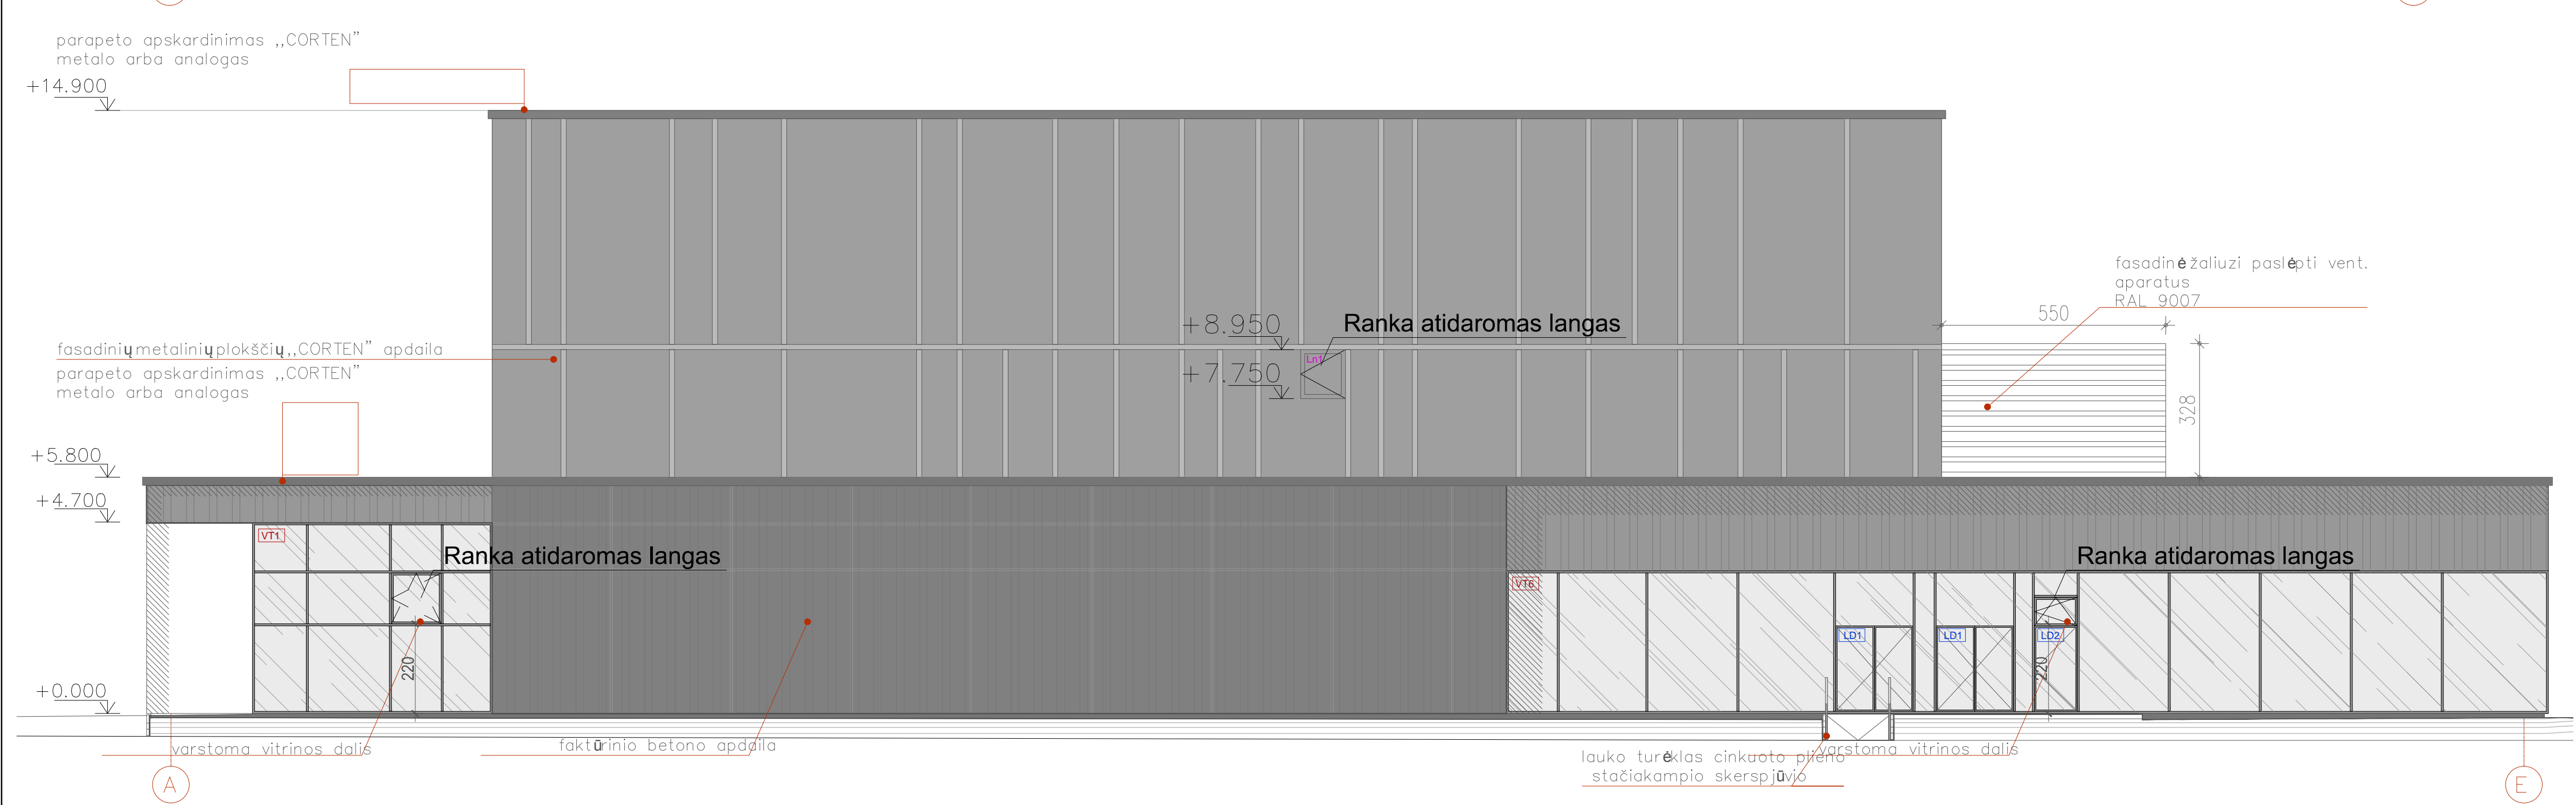 parapeto apskardinimas ,,CORTEN”
metalo arba analogas
+14.900
fasadinė žaliuzi paslėpti vent.
aparatus
RAL 9007
550
+8.950
Ranka atidaromas langas
fasadinių metalinių plokščių ,,CORTEN” apdaila
Ln1
parapeto apskardinimas ,,CORTEN”
metalo arba analogas
+7.750
328
+5.800
+4.700
VT1
Ranka atidaromas langas
Ranka atidaromas langas
VT6
LD1
LD1
LD2
220
220
+0.000
varstoma vitrinos dalis
faktūrinio betono apdaila
varstoma vitrinos dalis
lauko turėklas cinkuoto plieno
stačiakampio skerspjūvio
A
E